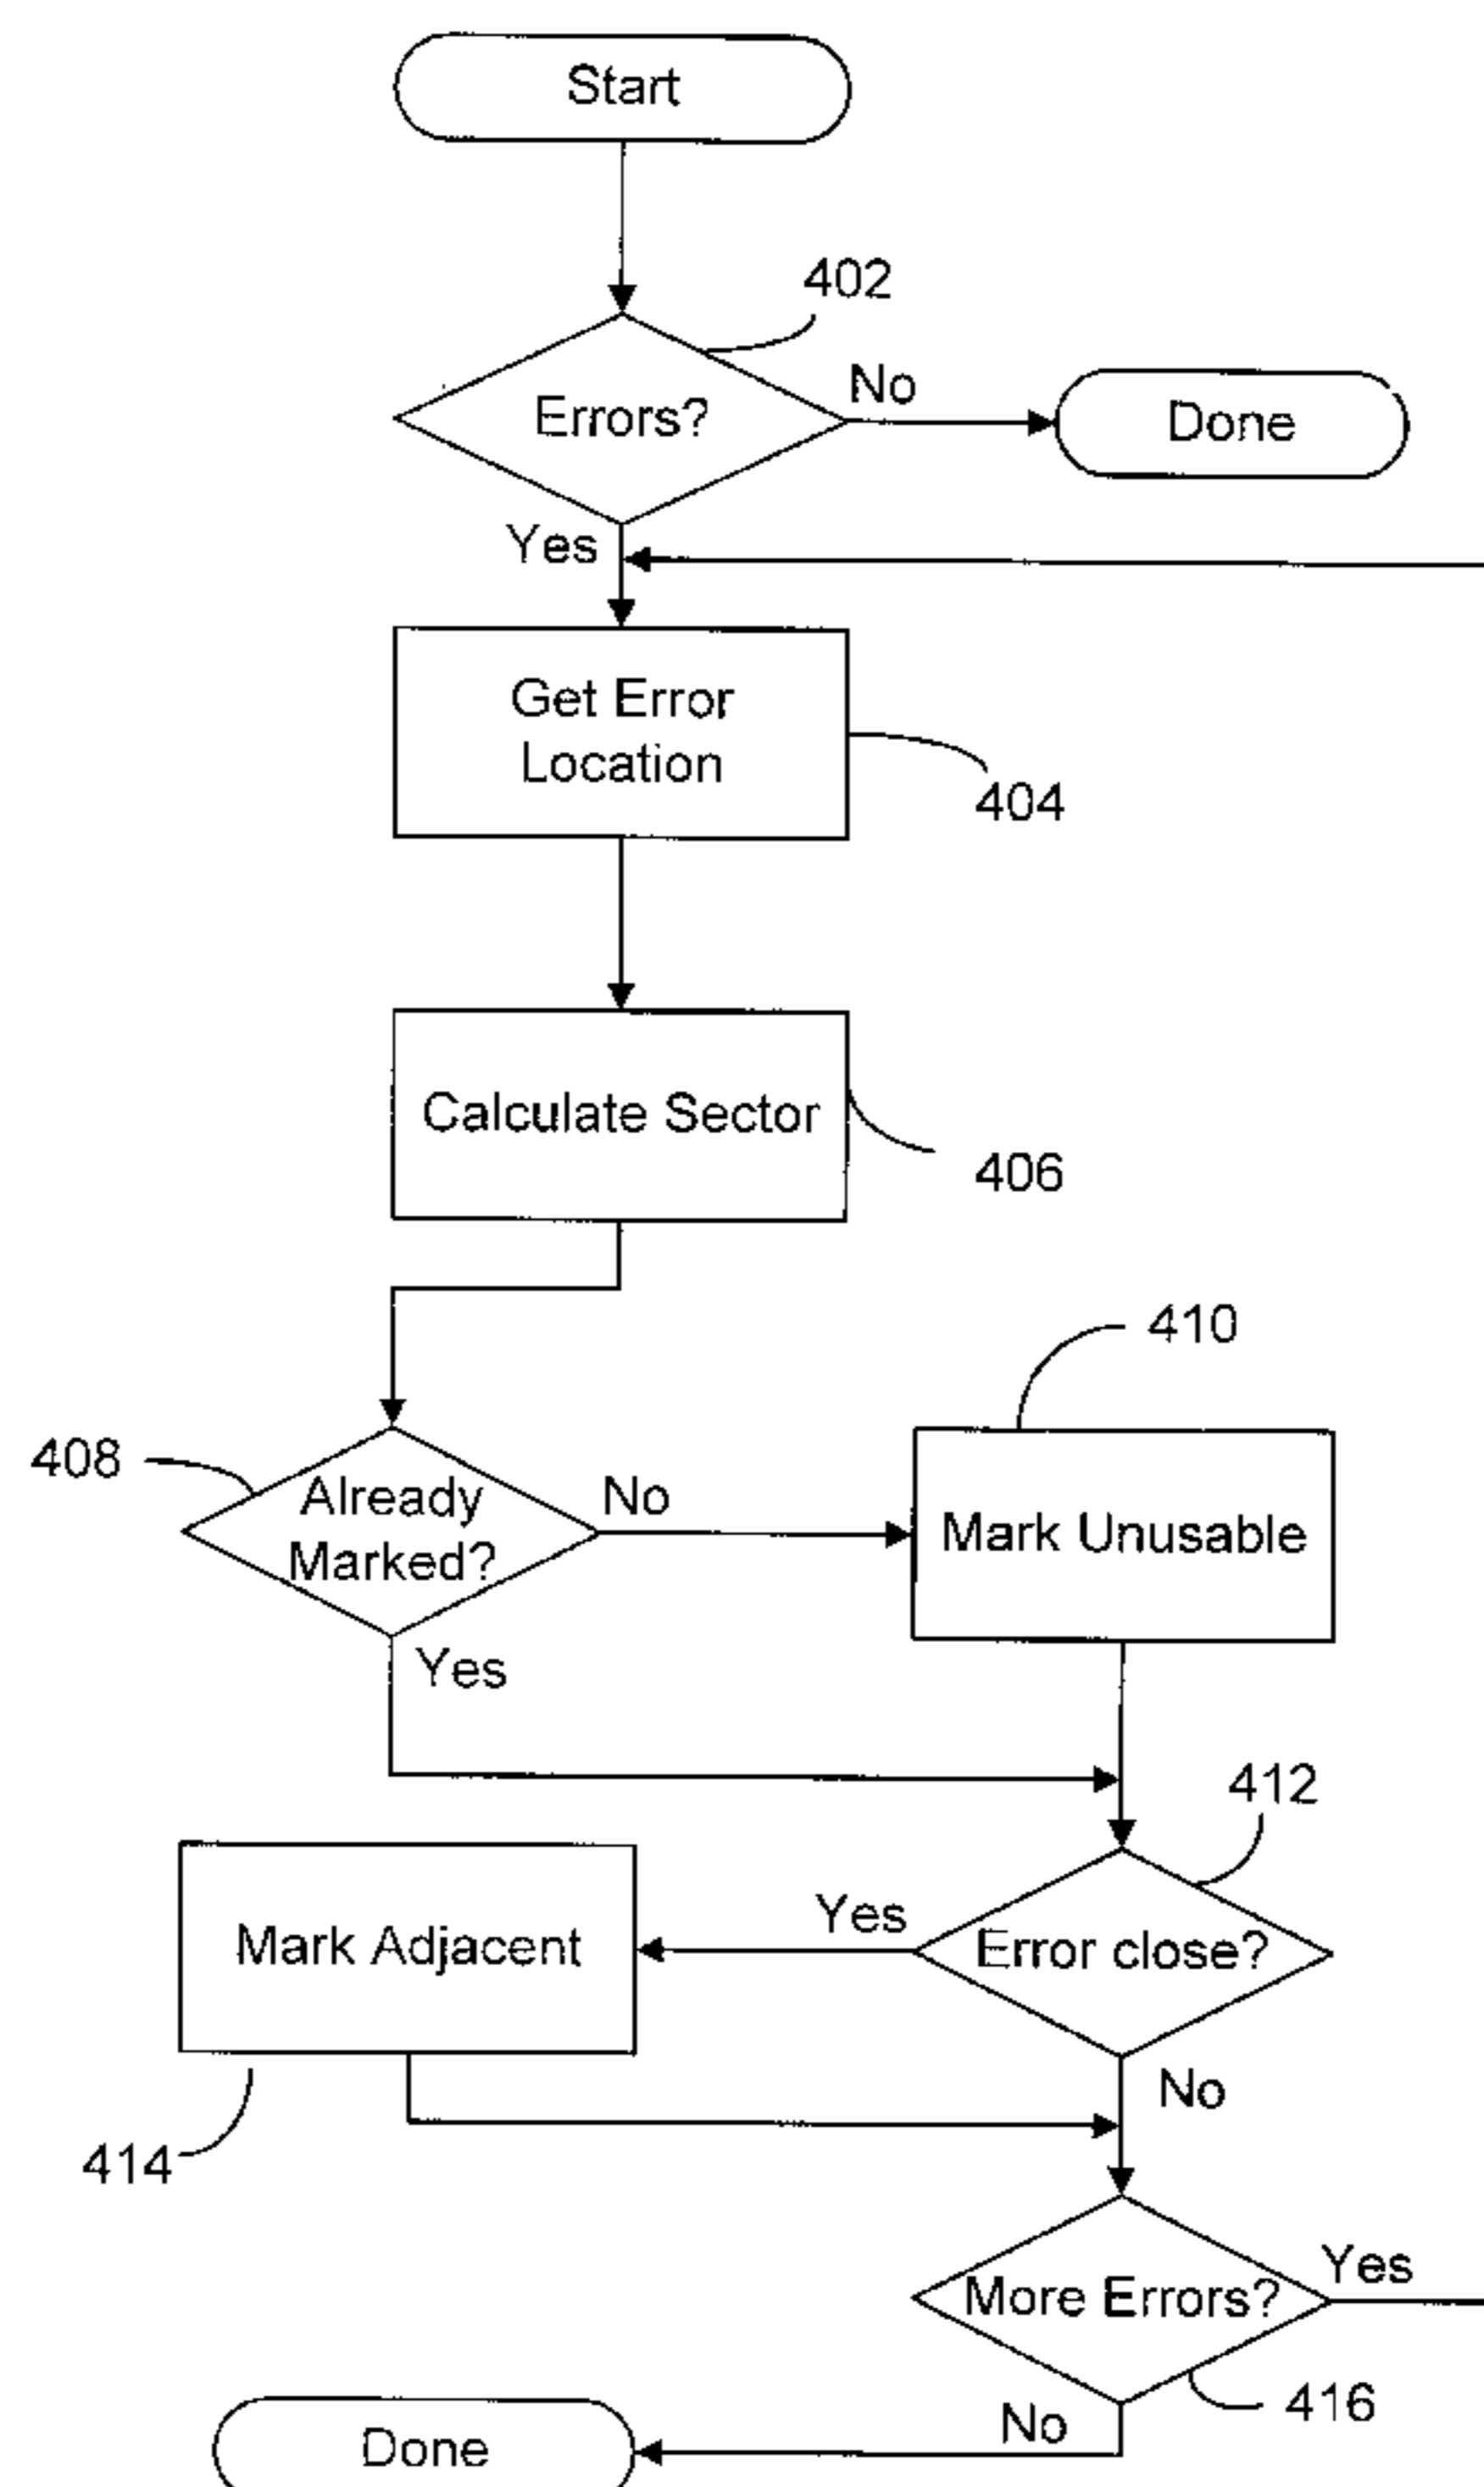 Start
402
Errors?
No
Done
Yes
Get Error
Location
404
Calculate Sector
406
410
408
Already
Marked?
No
Mark Unusable
Yes
412
Mark Adjacent
Yes
Error close?
No
414
More Errors?
Yes
416
No
Done